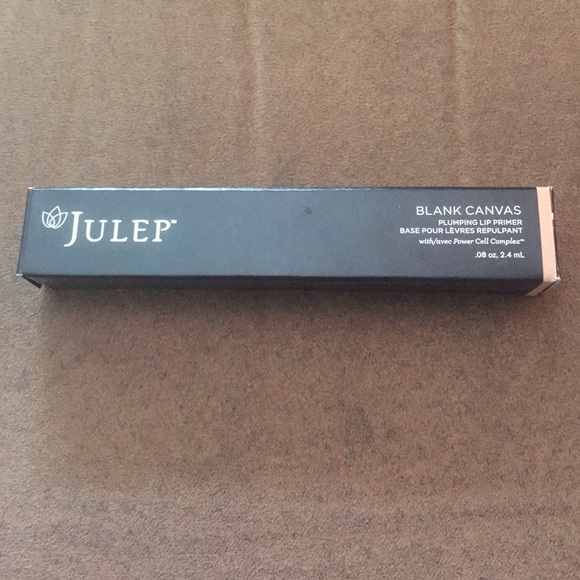 JULEP™
BLANK CANVAS
PLUMPING LIP PRIMER
BASE POUR LÈVRES REPULPANT
with/avec Power Cell Complex™
.08 oz, 2.4 mL